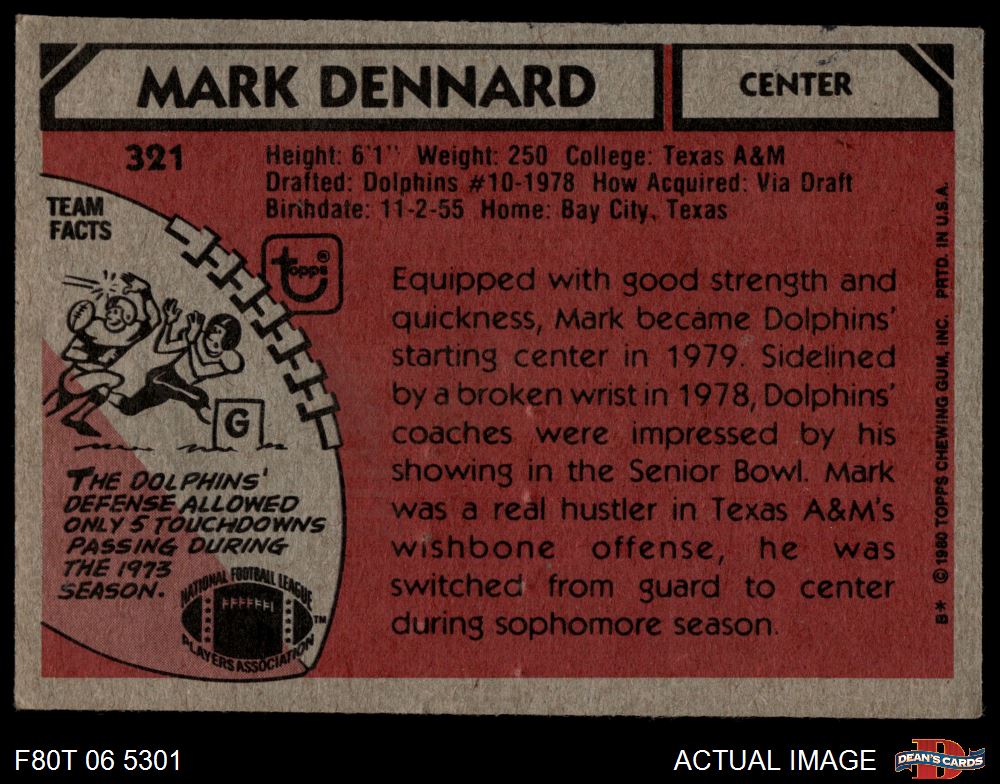 MARK DENNARD
CENTER
321
Height: 6'1" Weight: 250 College: Texas A&M
Drafted: Dolphins #10-1978 How Acquired: Via Draft
Birthdate: 11-2-55 Home: Bay City, Texas
TEAM
FACTS
topps®
G
THE DOLPHINS'
DEFENSE ALLOWED
ONLY 5 TOUCHDOWNS
PASSING DURING
THE 1973
SEASON.
NATIONAL FOOTBALL LEAGUE
PLAYERS ASSOCIATION
TM
Equipped with good strength and
quickness, Mark became Dolphins'
starting center in 1979. Sidelined
by a broken wrist in 1978, Dolphins'
coaches were impressed by his
showing in the Senior Bowl. Mark
was a real hustler in Texas A&M's
wishbone offense, he was
switched from guard to center
during sophomore season.
B* © 1980 TOPPS CHEWING GUM, INC. PRTD. IN U.S.A.
F80T 06 5301
ACTUAL IMAGE
DEAN'S CARDS